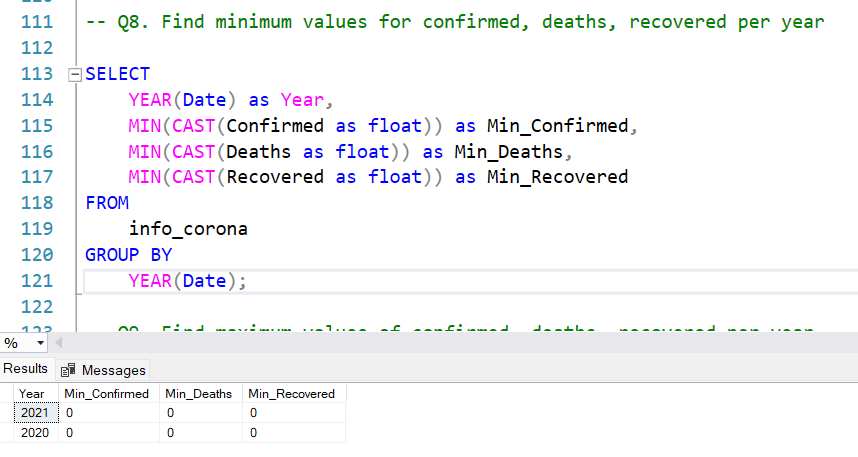 111 -- Q8. Find minimum values for confirmed, deaths, recovered per year
112
113 SELECT
114 YEAR(Date) as Year,
115 MIN(CAST(Confirmed as float)) as Min_Confirmed,
116 MIN(CAST(Deaths as float)) as Min_Deaths,
117 MIN(CAST(Recovered as float)) as Min_Recovered
118 FROM
119 info_corona
120 GROUP BY
121 YEAR(Date);
122
123 -- Q9. Find maximum values of confirmed, deaths, recovered per year
%
Results Messages
Year Min_Confirmed Min_Deaths Min_Recovered
2021 0 0 0
2020 0 0 0